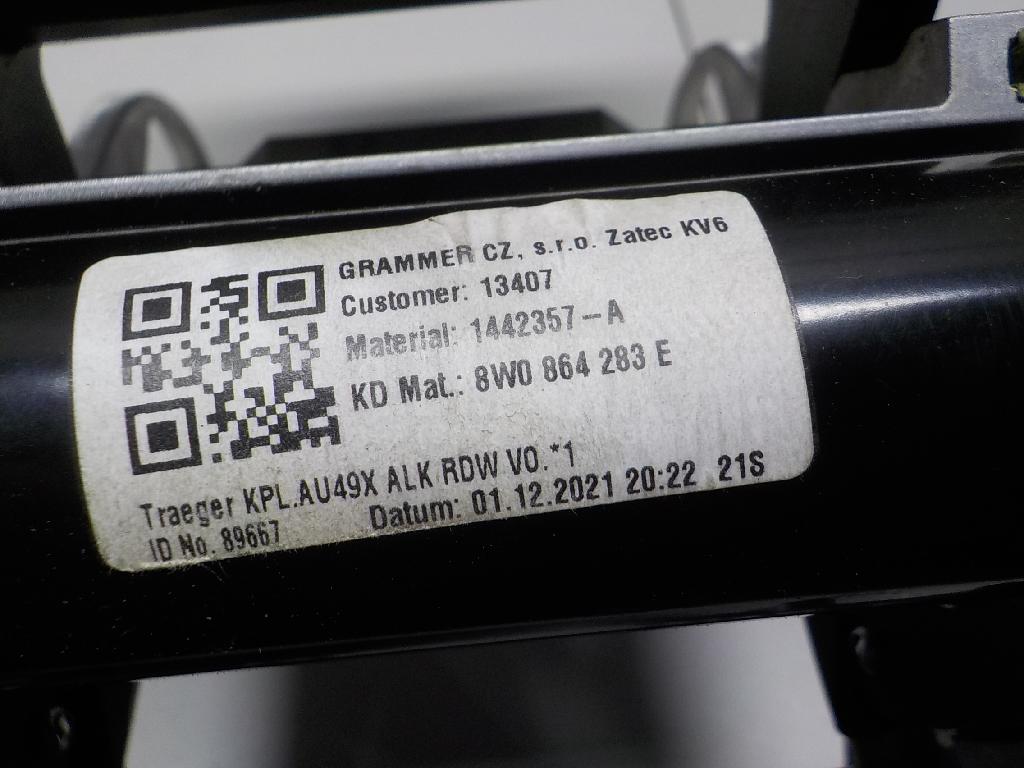 GRAMMER CZ, s.r.o. Zatec KV6
Customer: 13407
Material: 1442357-A
KD Mat.: 8W0 864 283 E
Traeger KPL.AU49X ALK RDW VO.*1
ID No. 89667 Datum: 01.12.2021 20:22 21S